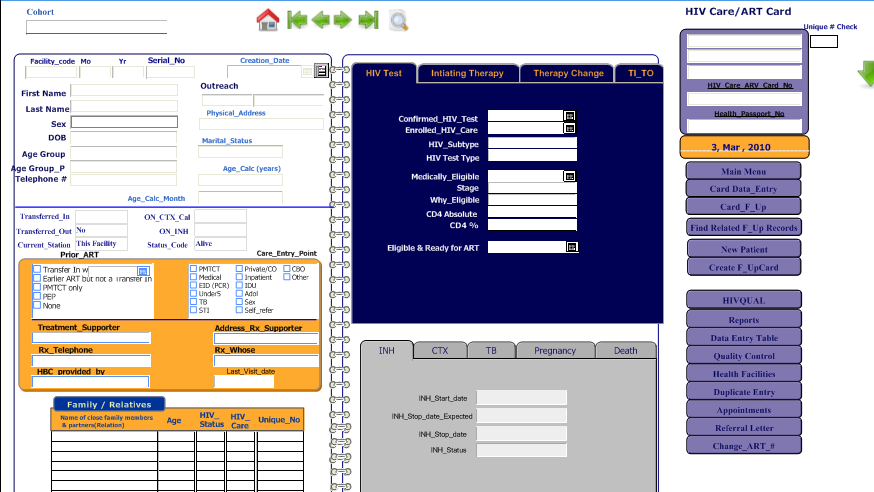 Cohort
HIV Care/ART Card
Unique # Check
Facility_code Mo Yr Serial_No Creation_Date
First Name
Last Name
Sex
DOB
Age Group
Age Group_P
Telephone #
Outreach
Physical_Address
Marital_Status
Age_Calc (years)
Age_Calc_Month
Transferred_In
ON_CTX_Cal
Transferred_Out No
ON_INH
Current_Station This Facility
Status_Code Alive
Prior_ART
Care_Entry_Point
Transfer In w
Earlier ART but not a Transfer in
PMTCT only
PEP
None
PMTCT Private/CO CBO
Medical Inpatient Other
EID (PCR) IDU
Under5 Adol
TB Sex
STI Self_refer
Treatment_Supporter
Address_Rx_Supporter
Rx_Telephone
Rx_Whose
HBC_provided_by
Last_Visit_date
Family / Relatives
Name of close family members
& partners(Relation)
Age
HIV_
Status
HIV_
Care
Unique_No
HIV Test Intiating Therapy Therapy Change TI_TO
Confirmed_HIV_Test
Enrolled_HIV_Care
HIV_Subtype
HIV Test Type
Medically_Eligible
Stage
Why_Eligible
CD4 Absolute
CD4 %
Eligible & Ready for ART
INH CTX TB Pregnancy Death
INH_Start_date
INH_Stop_date_Expected
INH_Stop_date
INH_Status
HIV_Care_ARV_Card_No
Health_Passport_No
3, Mar , 2010
Main Menu
Card Data_Entry
Card_F_Up
Find Related F_Up Records
New Patient
Create F_UpCard
HIVQUAL
Reports
Data Entry Table
Quality Control
Health Facilities
Duplicate Entry
Appointments
Referral Letter
Change_ART_#